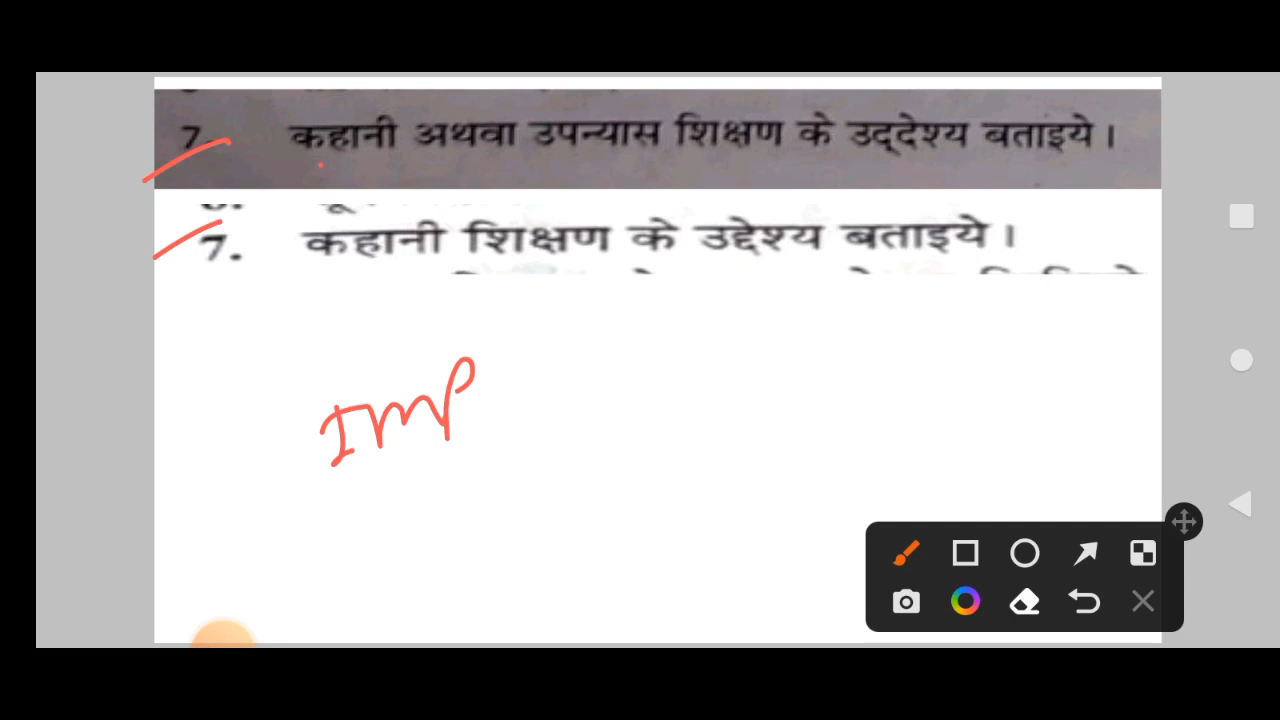 7. कहानी अथवा उपन्यास शिक्षण के उद्देश्य बताइये।
7. कहानी शिक्षण के उद्देश्य बताइये।
Imp